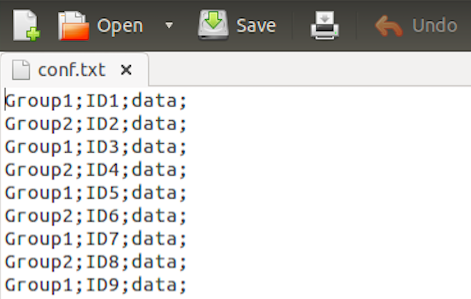 Open Save Undo
conf.txt
Group1;ID1;data;
Group2;ID2;data;
Group1;ID3;data;
Group2;ID4;data;
Group1;ID5;data;
Group2;ID6;data;
Group1;ID7;data;
Group2;ID8;data;
Group1;ID9;data;